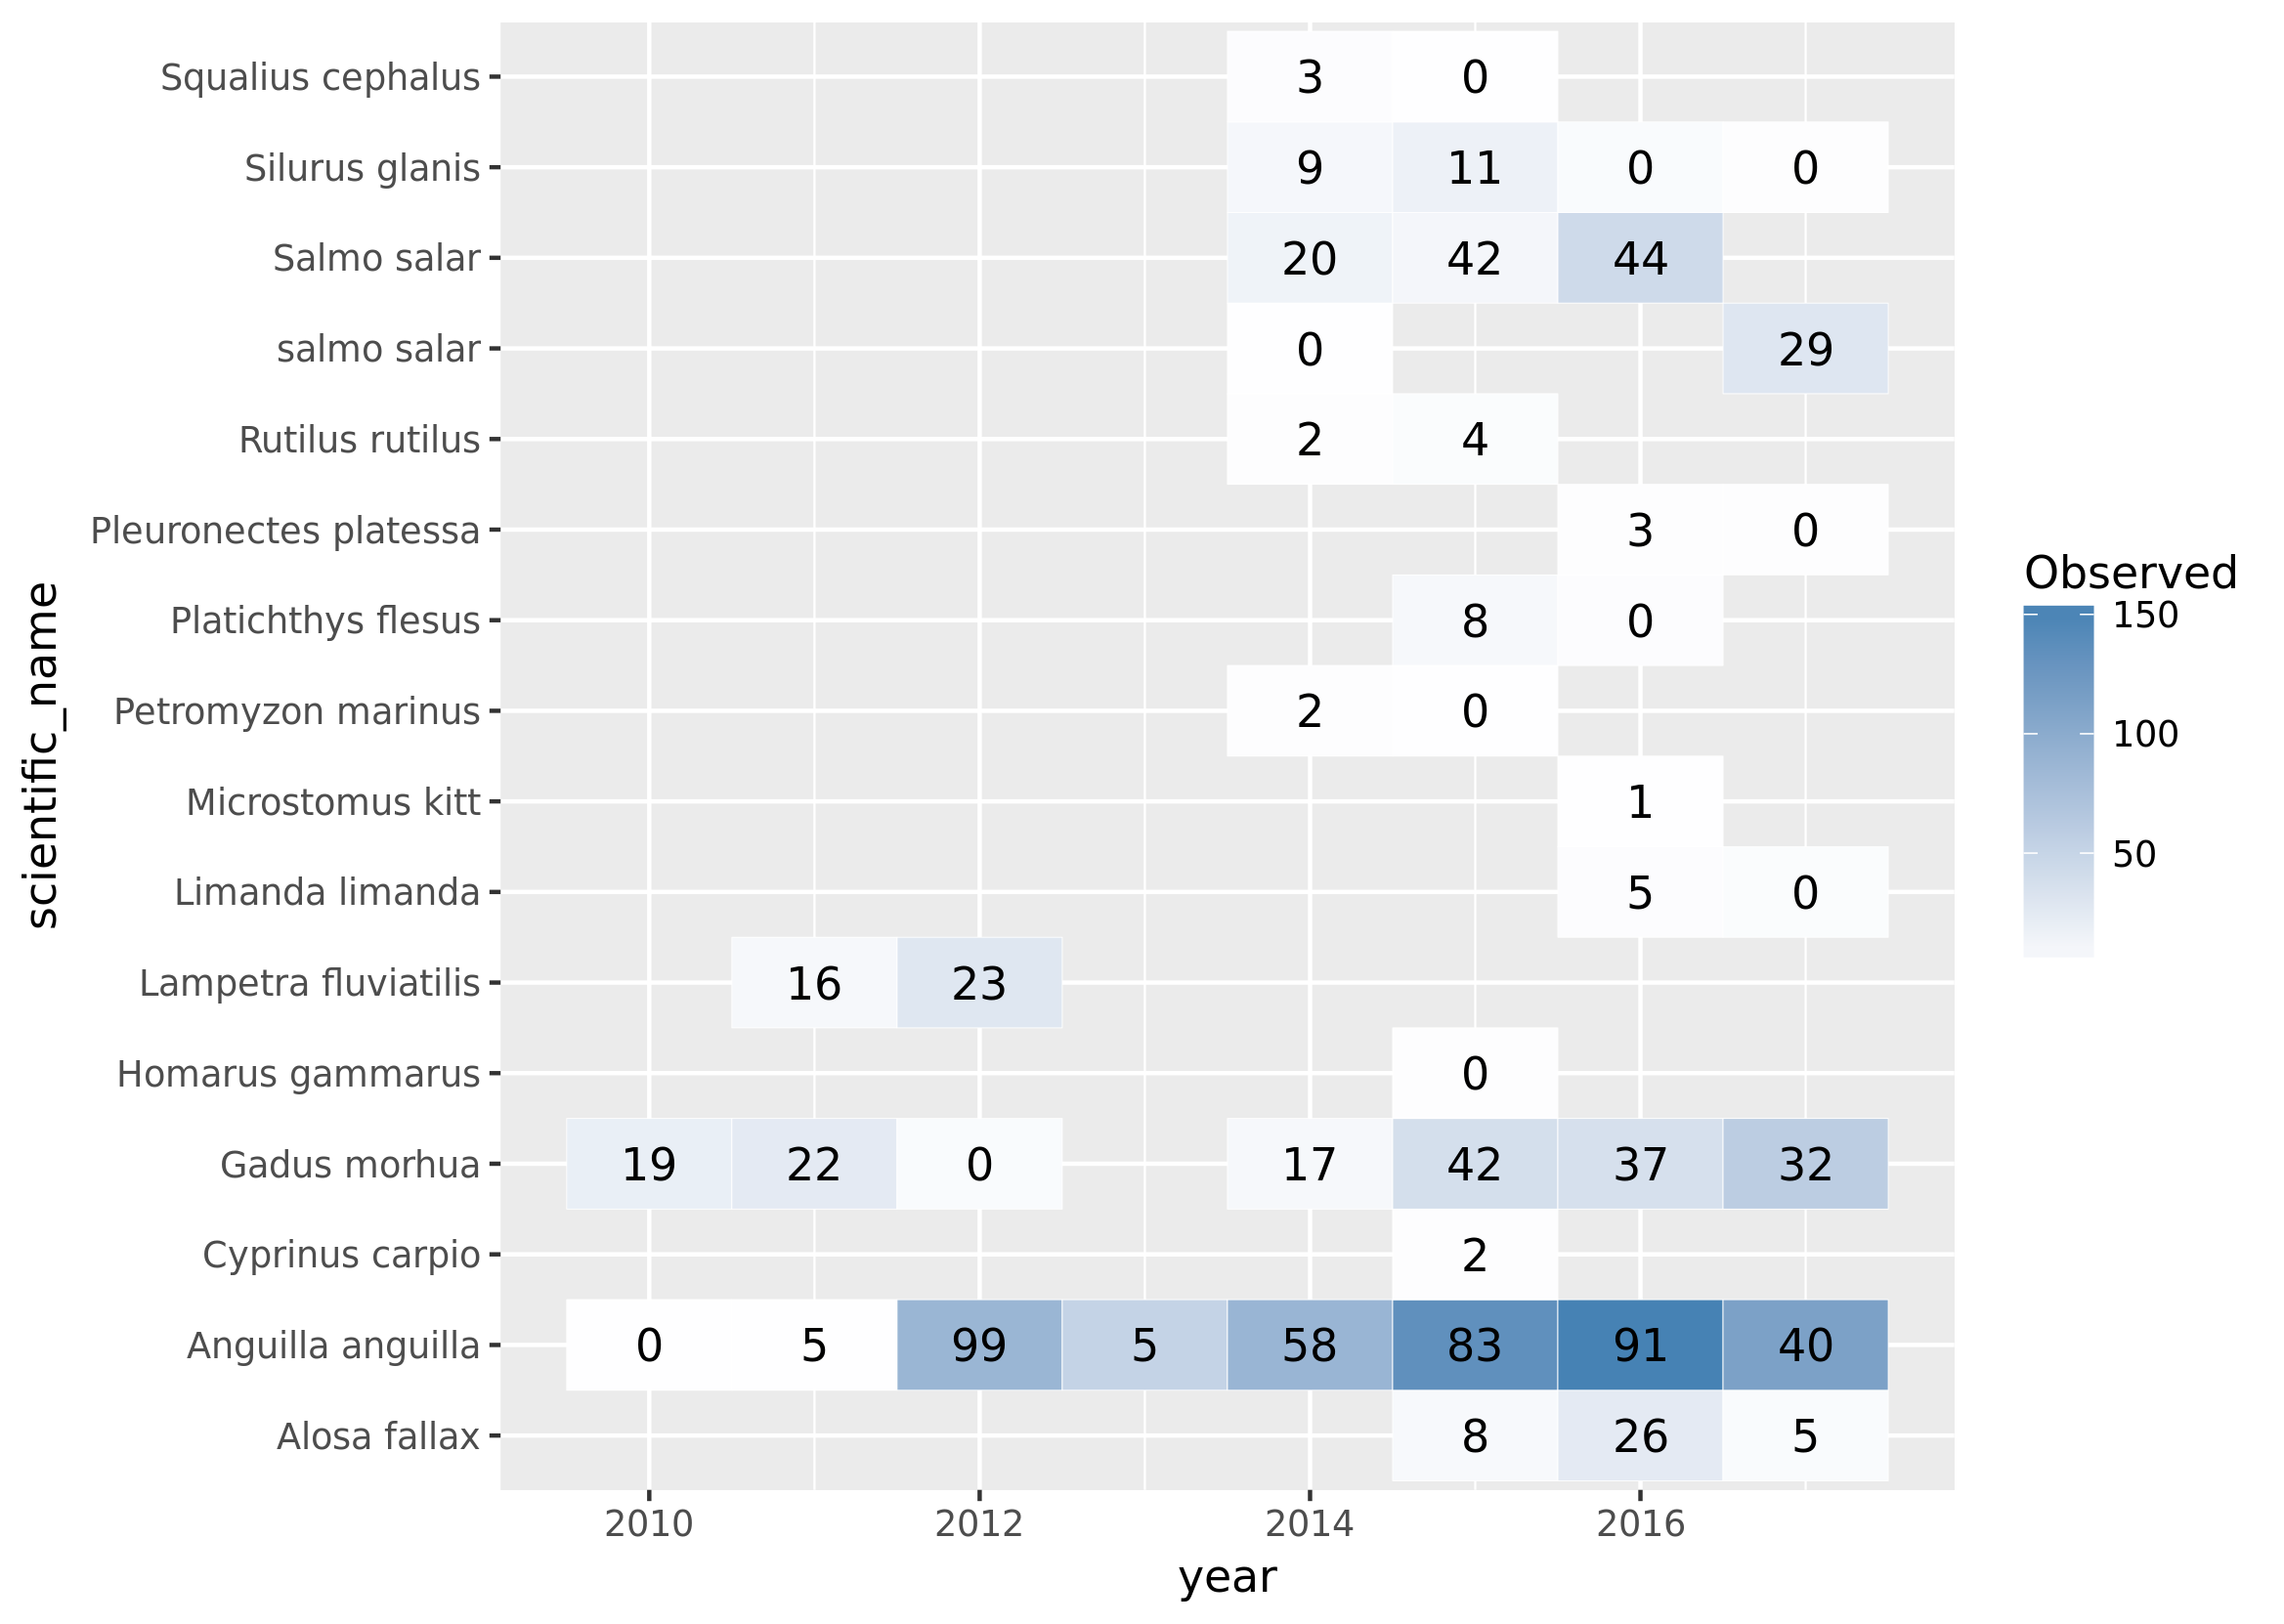 Squalius cephalus 3 0
Silurus glanis 9 11 0 0
Salmo salar 20 42 44
salmo salar 0 29
Rutilus rutilus 2 4
Pleuronectes platessa 3 0
Platichthys flesus 8 0
Petromyzon marinus 2 0
Microstomus kitt 1
Limanda limanda 5 0
Lampetra fluviatilis 16 23
Homarus gammarus 0
Gadus morhua 19 22 0 17 42 37 32
Cyprinus carpio 2
Anguilla anguilla 0 5 99 5 58 83 91 40
Alosa fallax 8 26 5
2010 2012 2014 2016
year
scientific_name
Observed
150
100
50